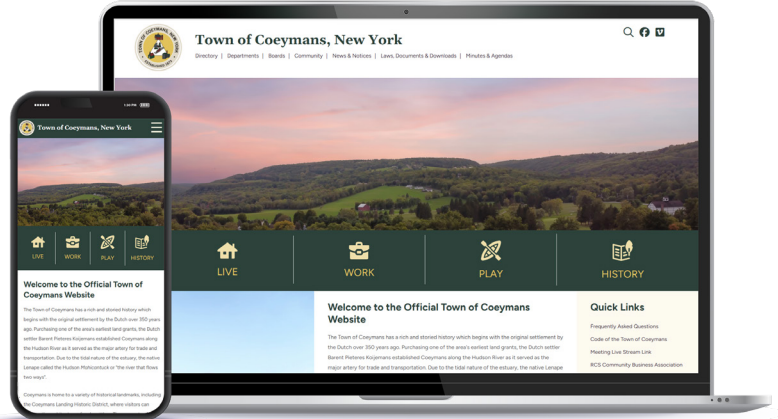 Town of Coeymans, New York
Directory | Departments | Boards | Community | News & Notices | Laws, Documents & Downloads | Minutes & Agendas
LIVE
WORK
PLAY
HISTORY
Welcome to the Official Town of Coeymans
Website
The Town of Coeymans has a rich and storied history which begins with the original settlement by
the Dutch over 350 years ago. Purchasing one of the area's earliest land grants, the Dutch settler
Barent Pieterse Koijemans established Coeymans along the Hudson River as it served as the
major artery for trade and transportation. Due to the tidal nature of the estuary, the native Lenape
Quick Links
Frequently Asked Questions
Code of the Town of Coeymans
Meeting Live Stream Link
RCS Community Business Association
Town of Coeymans, New York
LIVE
WORK
PLAY
HISTORY
Welcome to the Official Town of
Coeymans Website
The Town of Coeymans has a rich and storied history which
begins with the original settlement by the Dutch over 350 years
ago. Purchasing one of the area's earliest land grants, the Dutch
settler Barent Pieterse Koijemans established Coeymans along
the Hudson River as it served as the major artery for trade and
transportation. Due to the tidal nature of the estuary, the native
Lenape called the Hudson Mohicontuck or "the river that flows
two ways".
Coeymans is home to a variety of historical landmarks, including
the Coeymans Landing Historic District, where visitors can